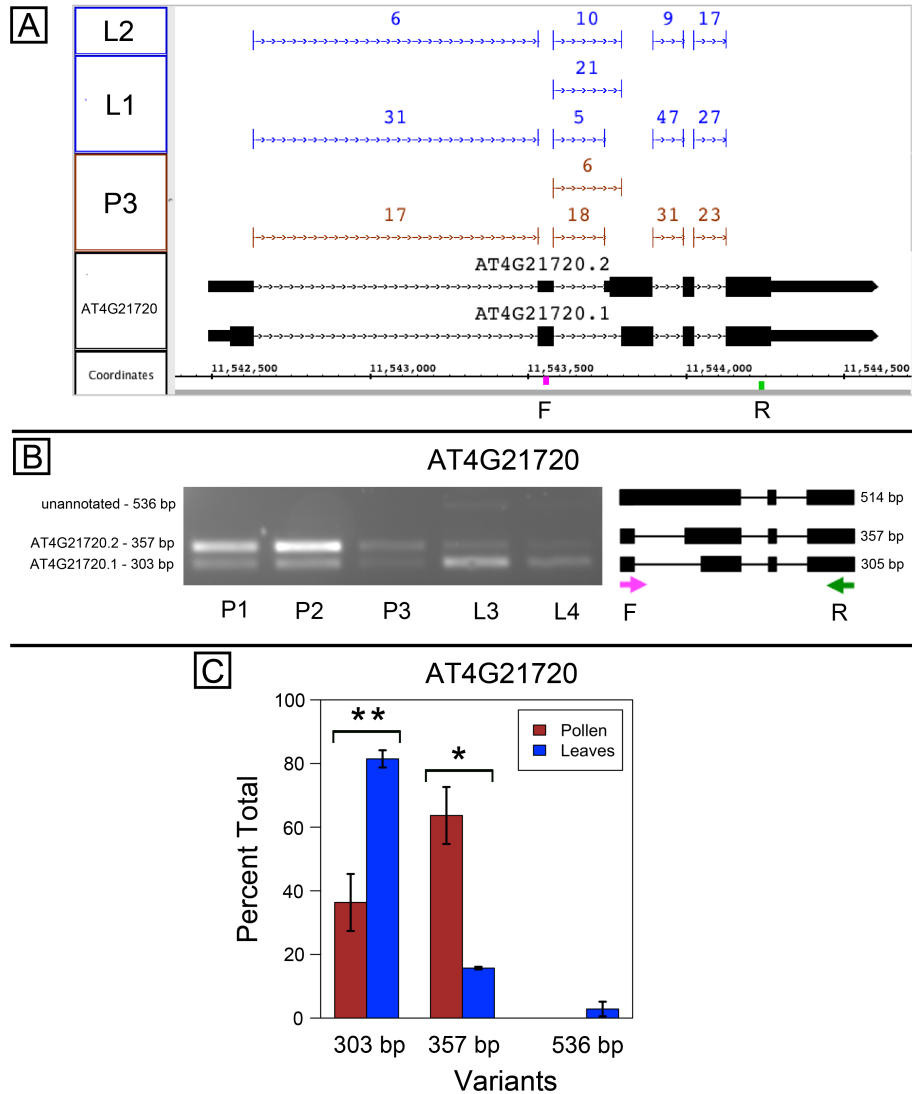 A
L2
6 10 9 17
L1
21
31 5 47 27
P3
6
17 18 31 23
AT4G21720
AT4G21720.2
AT4G21720.1
Coordinates
11,542,500 11,543,000 11,543,500 11,544,000 11,544,500
F R
B
AT4G21720
unannotated - 536 bp
AT4G21720.2 - 357 bp
AT4G21720.1 - 303 bp
514 bp
357 bp
305 bp
P1 P2 P3 L3 L4
F R
C
AT4G21720
100
80
60
40
20
0
Percent Total
** *
Pollen
Leaves
303 bp 357 bp 536 bp
Variants